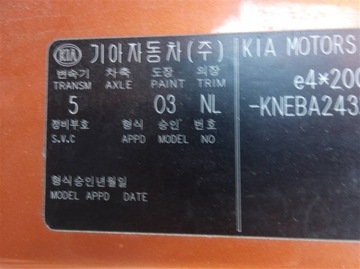 KIA 기아자동차(주) KIA MOTORS
변속기 차축 도장 의장
TRANSM AXLE PAINT TRIM e4*200
5 03 NL -KNEBA243
정비부호 형식 승인 번호
S.V.C APPD MODEL NO
형식승인년월일
MODEL APPD DATE